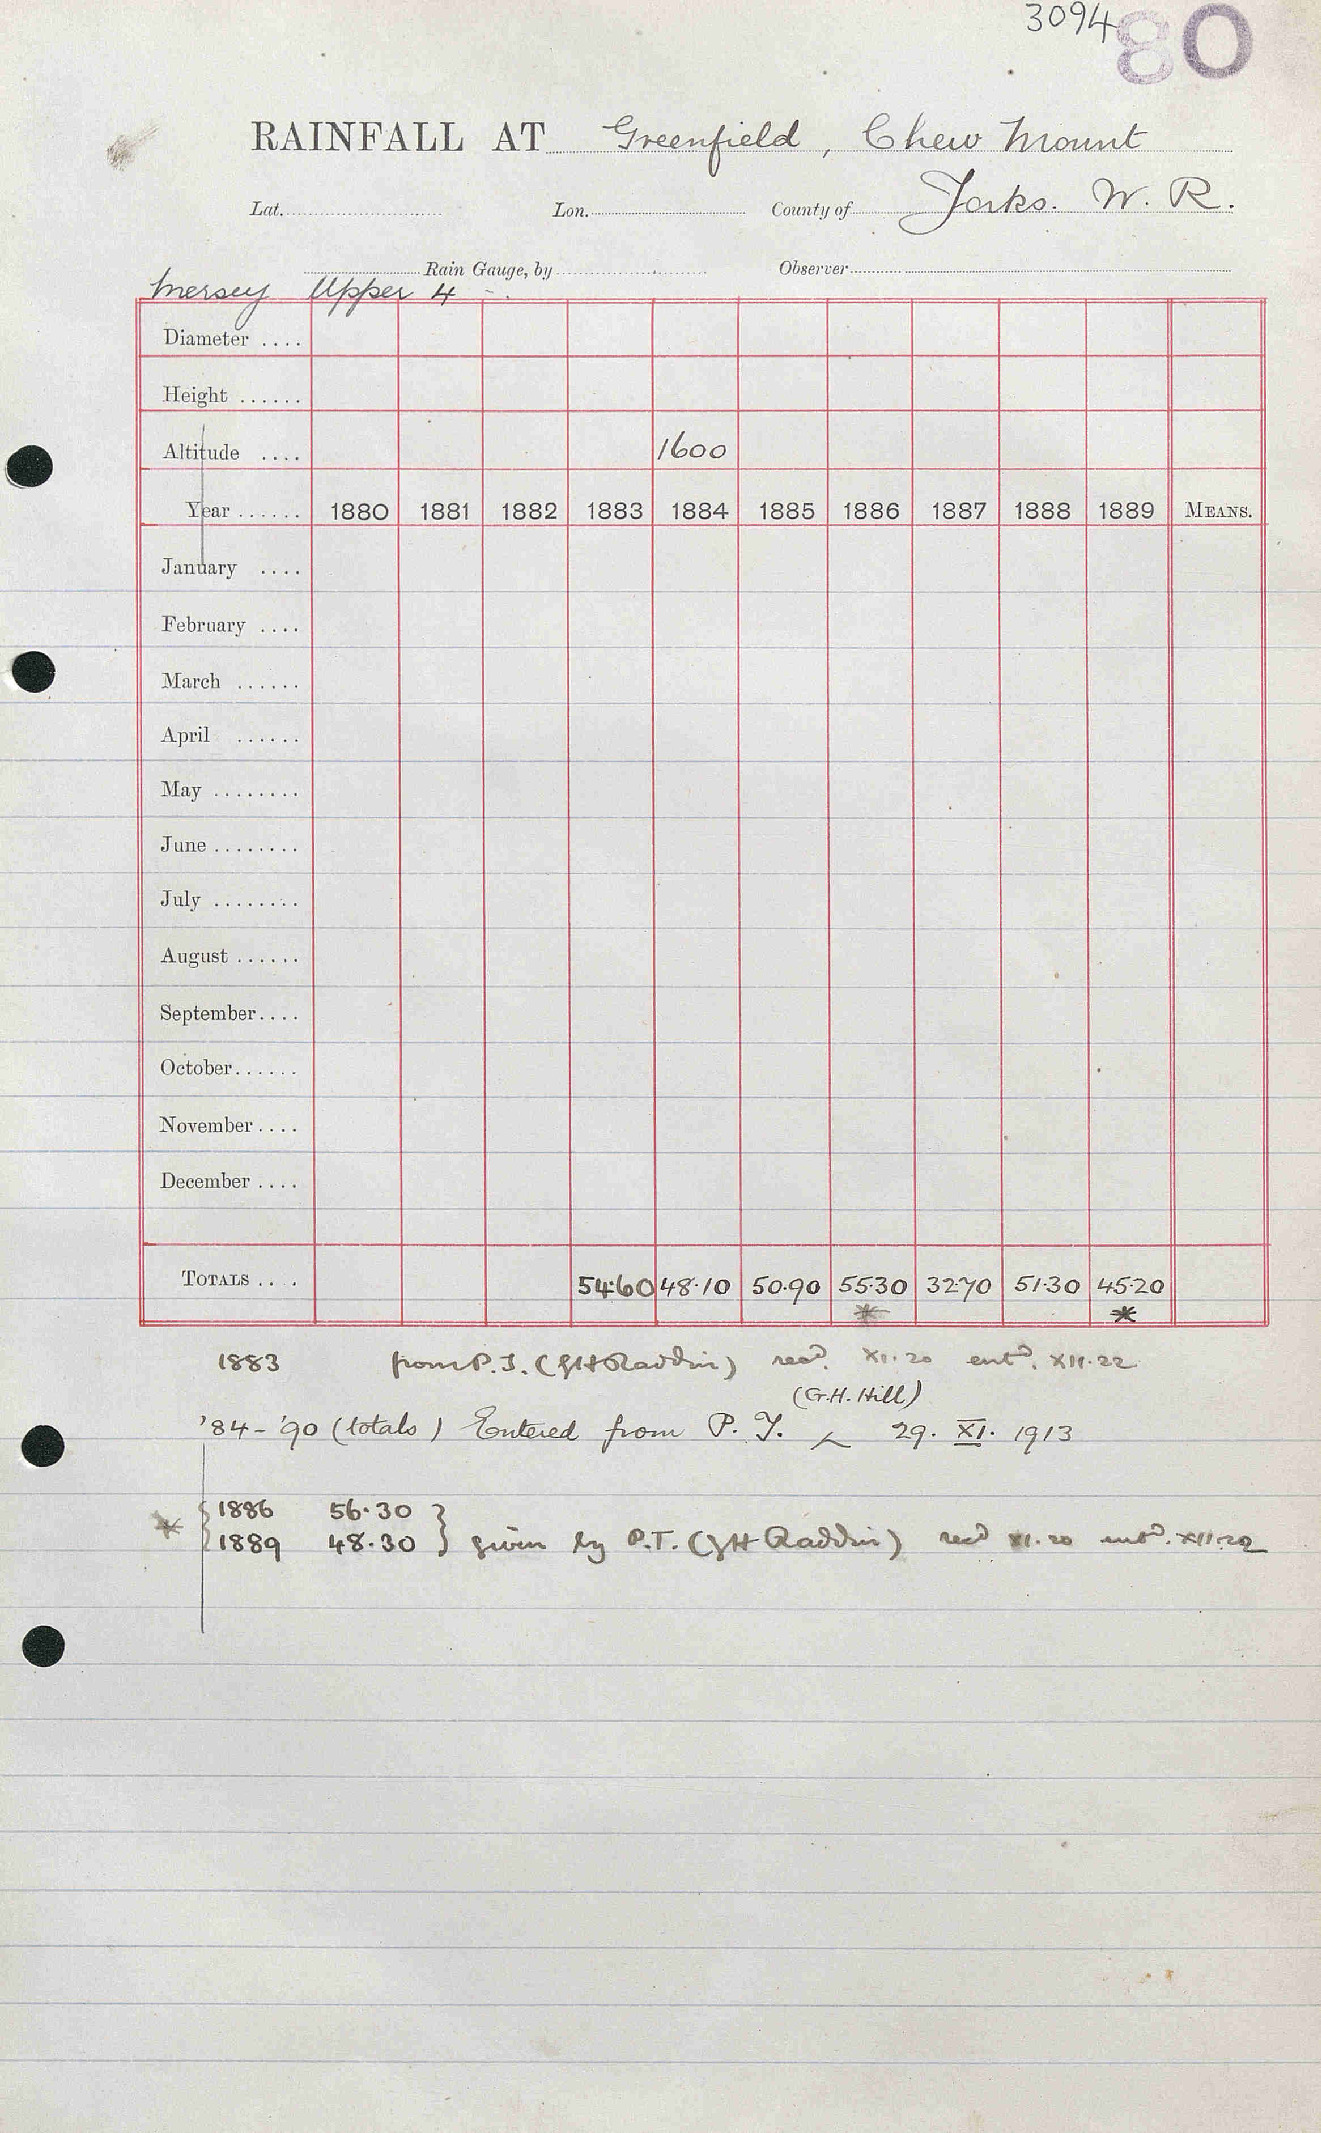 3094 80
RAINFALL AT Greenfield, Chew Mount
Lat. Lon. County of Yorks. W. R.
Rain Gauge, by Observer
Mersey Upper 4
Diameter ....
Height ......
Altitude .... 1600
Year ...... 1880 1881 1882 1883 1884 1885 1886 1887 1888 1889 MEANS.
January ....
February ....
March ......
April ......
May ........
June ........
July ........
August ......
September....
October......
November....
December ....
TOTALS .... 54.60 48.10 50.90 55.30 32.70 51.30 45.20
* *
1883 from P.T. (GH Raddin) recd. XI.20 entd. XII.22
(G.H. Hill)
'84-'90 (totals) Entered from P. T. 29. XI. 1913
1886 56.30
* 1889 48.30 given by P.T. (GH Raddin) recd XI.20 entd. XII.22